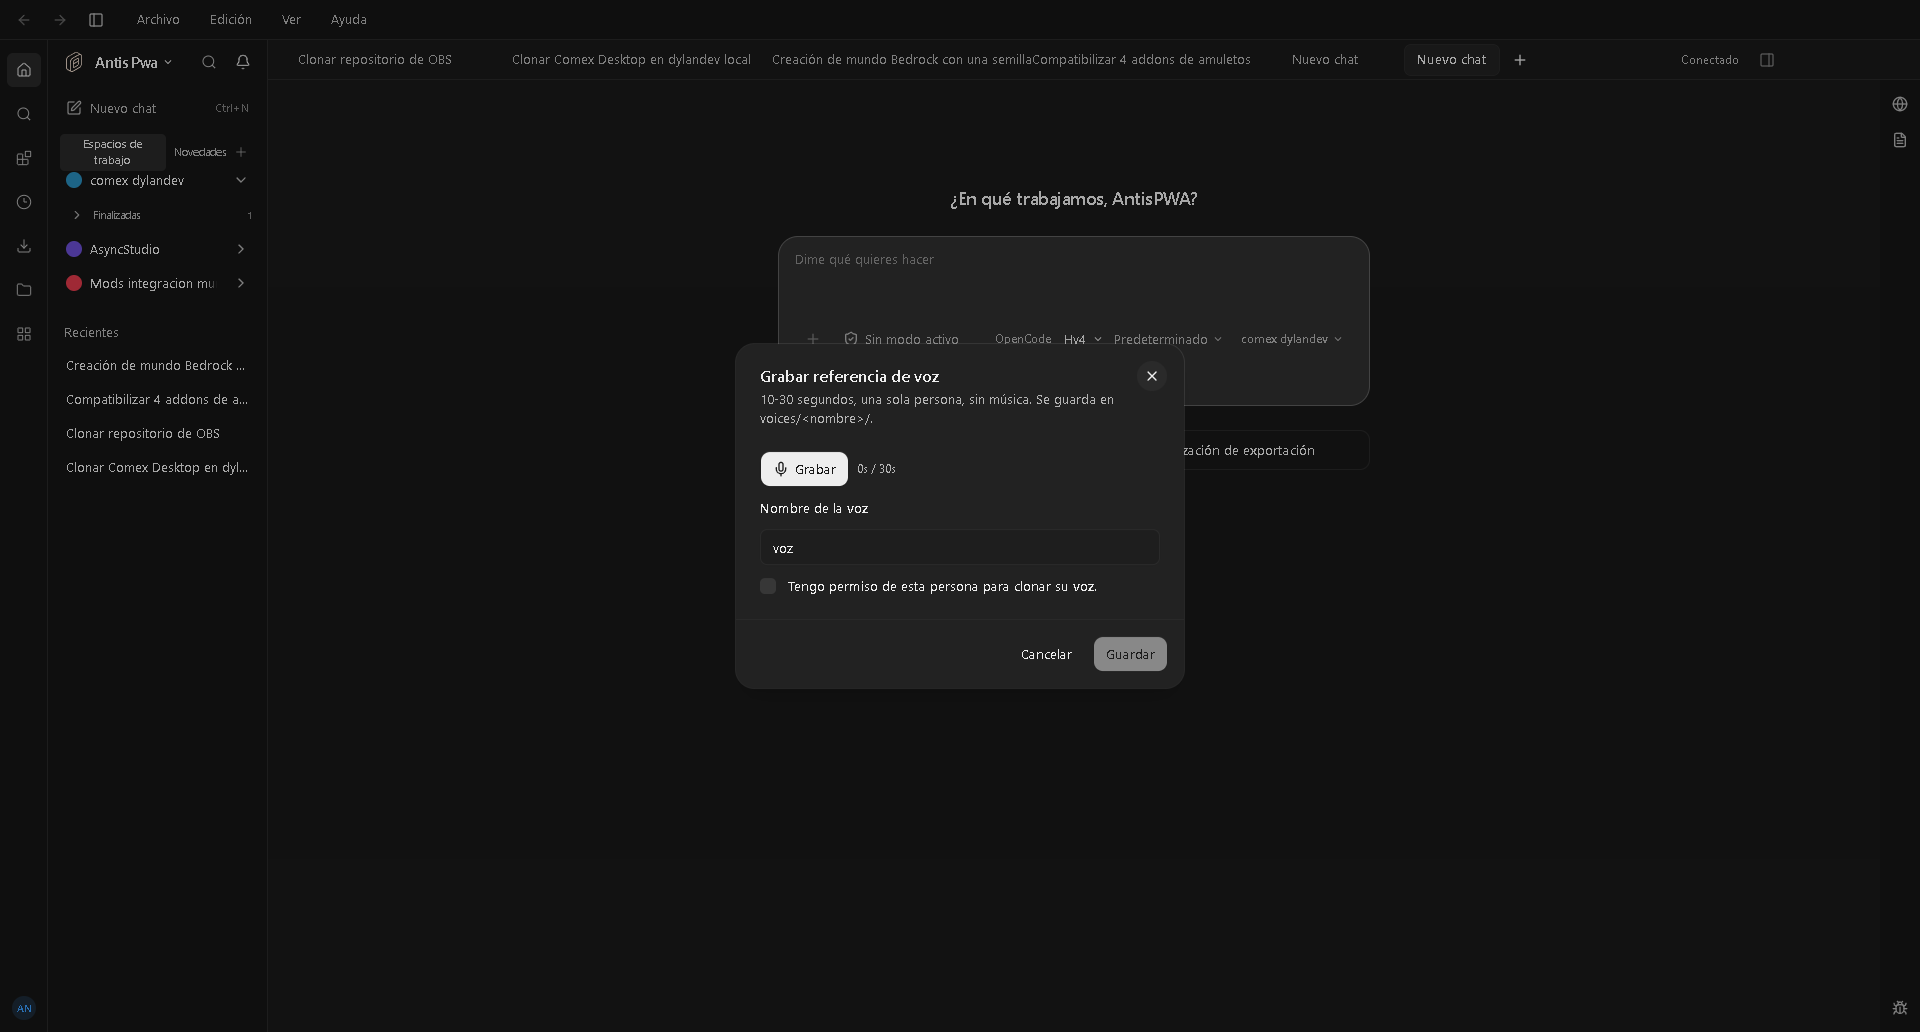 Archivo Edición Ver Ayuda
Antis Pwa
Clonar repositorio de OBS
Clonar Comex Desktop en dylandev local
Creación de mundo Bedrock con una semilla
Compatibilizar 4 addons de amuletos
Nuevo chat
Nuevo chat
Conectado
Nuevo chat Ctrl+N
Espacios de
trabajo
Novedades
comex dylandev
Finalizadas 1
AsyncStudio
Mods integracion mu
Recientes
Creación de mundo Bedrock ...
Compatibilizar 4 addons de a...
Clonar repositorio de OBS
Clonar Comex Desktop en dyl...
AN
¿En qué trabajamos, AntisPWA?
Dime qué quieres hacer
Sin modo activo OpenCode Hy4 Predeterminado comex dylandev
zación de exportación
Grabar referencia de voz
10-30 segundos, una sola persona, sin música. Se guarda en
voices/<nombre>/.
Grabar 0s / 30s
Nombre de la voz
voz
Tengo permiso de esta persona para clonar su voz.
Cancelar Guardar